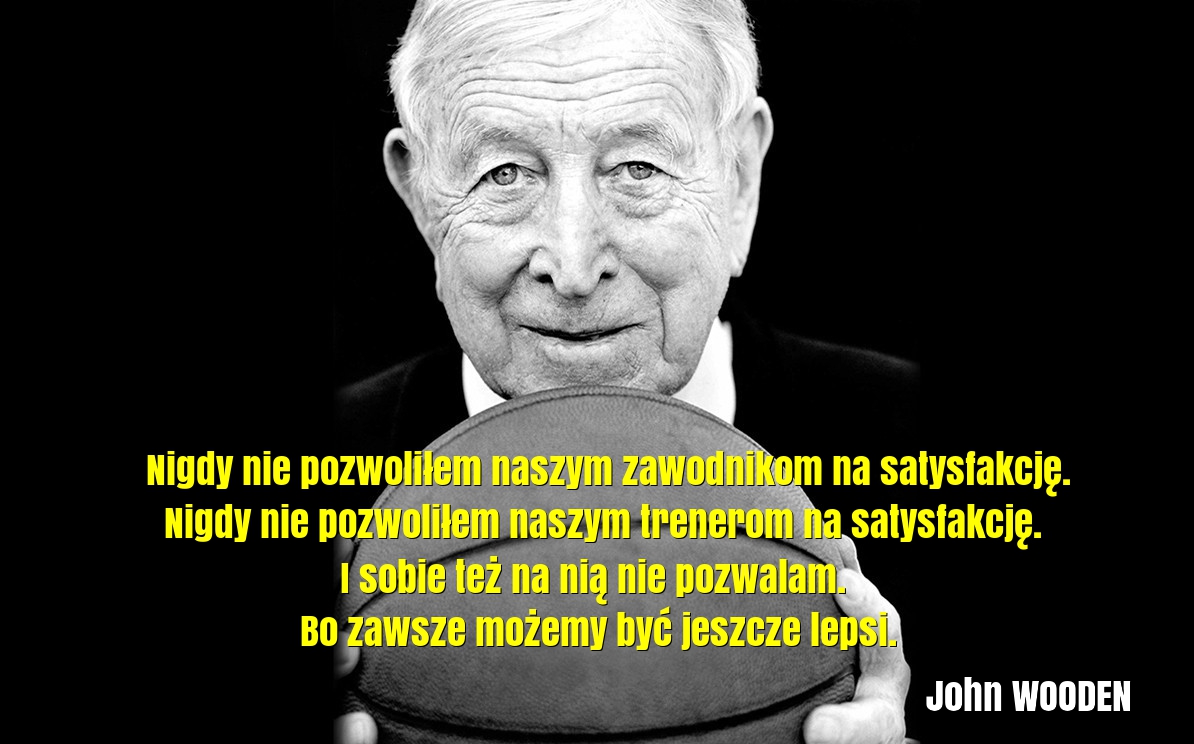 Nigdy nie pozwoliłem naszym zawodnikom na satysfakcję.
Nigdy nie pozwoliłem naszym trenerom na satysfakcję.
I sobie też na nią nie pozwalam.
Bo zawsze możemy być jeszcze lepsi.
John WOODEN